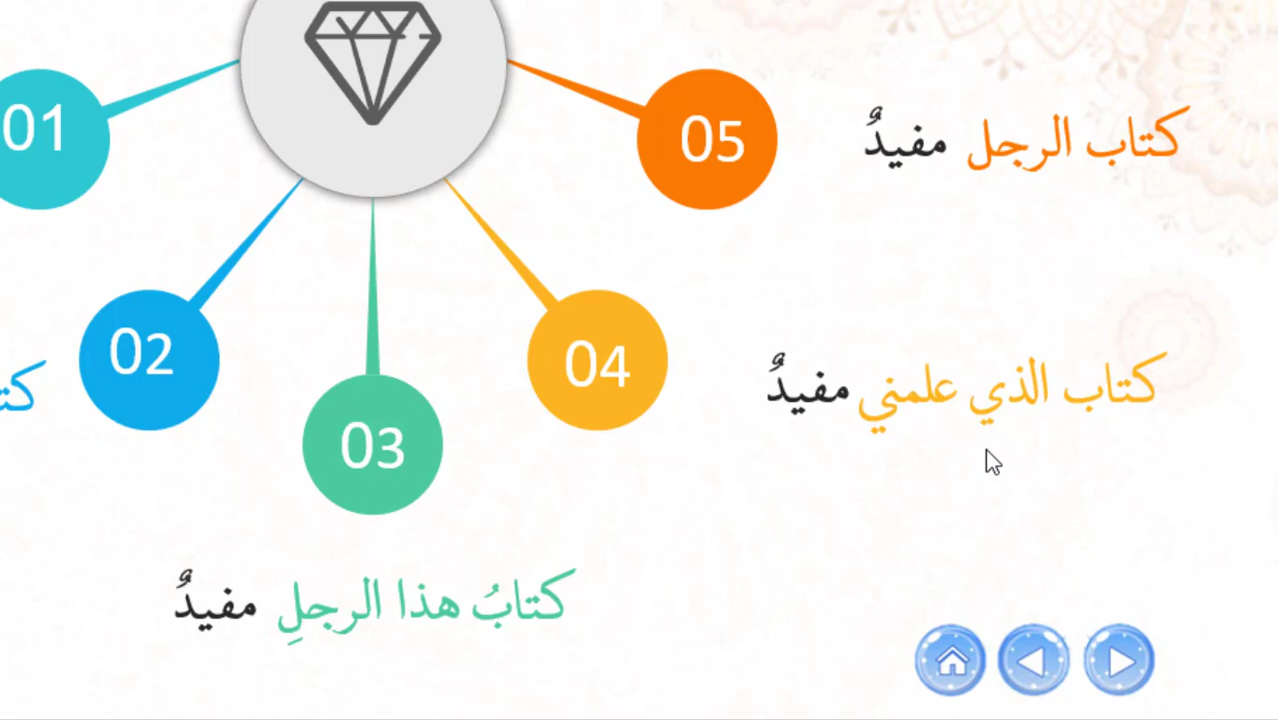 01
05
كتاب الرجل مفيدٌ
02
04
كتاب الذي علمني مفيدٌ
03
كتابُ هذا الرجلِ مفيدٌ